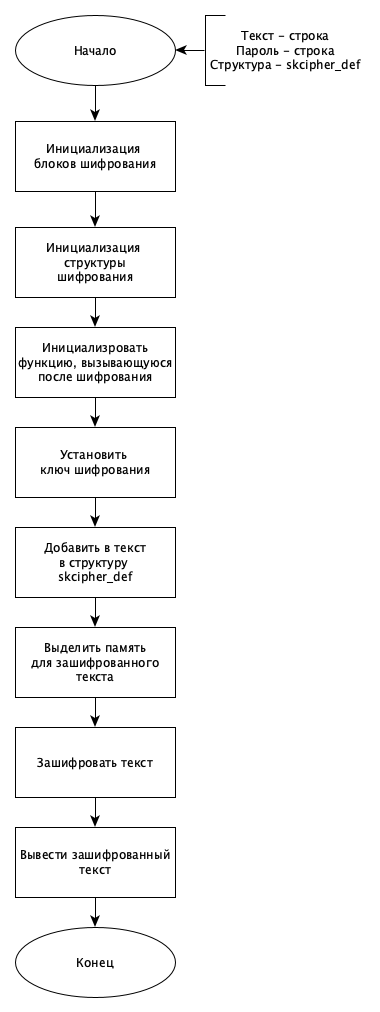 Начало
Текст – строка
Пароль – строка
Структура – skcipher_def
Инициализация
блоков шифрования
Инициализация
структуры
шифрования
Инициализровать
функцию, вызывающуюся
после шифрования
Установить
ключ шифрования
Добавить в текст
в структуру
skcipher_def
Выделить память
для зашифрованного
текста
Зашифровать текст
Вывести зашифрованный
текст
Конец